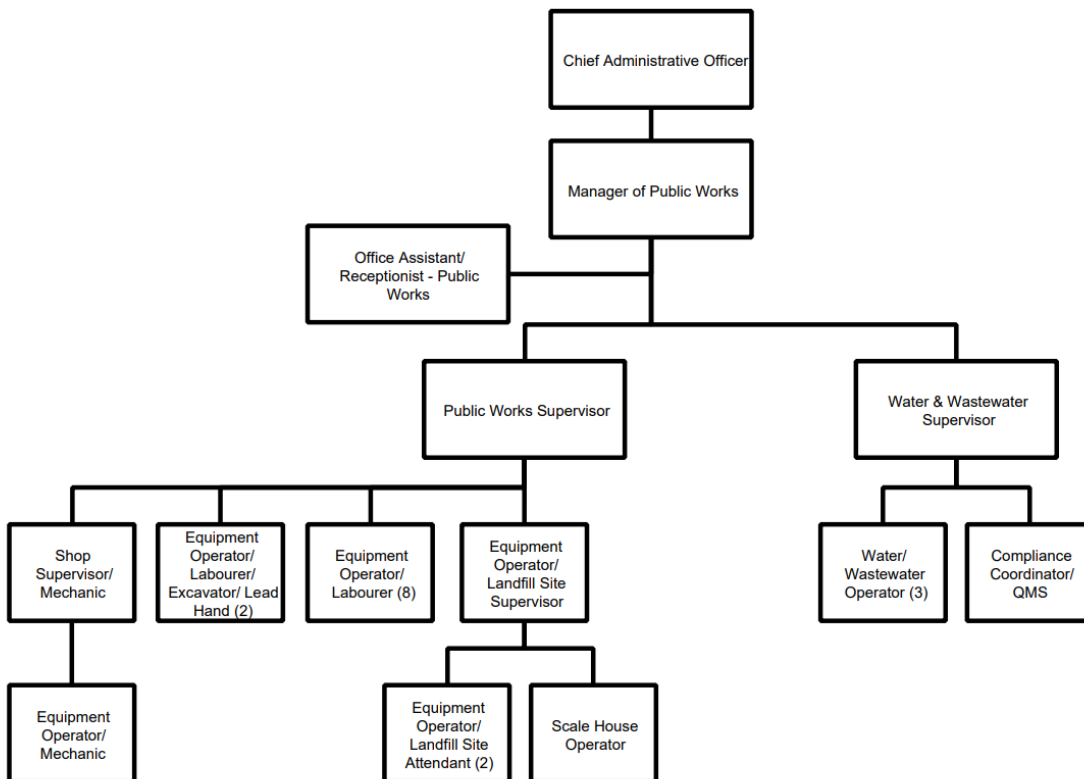 Chief Administrative Officer
Manager of Public Works
Office Assistant/
Receptionist - Public
Works
Public Works Supervisor
Water & Wastewater
Supervisor
Shop
Supervisor/
Mechanic
Equipment
Operator/
Labourer/
Excavator/ Lead
Hand (2)
Equipment
Operator/
Labourer (8)
Equipment
Operator/
Landfill Site
Supervisor
Water/
Wastewater
Operator (3)
Compliance
Coordinator/
QMS
Equipment
Operator/
Mechanic
Equipment
Operator/
Landfill Site
Attendant (2)
Scale House
Operator